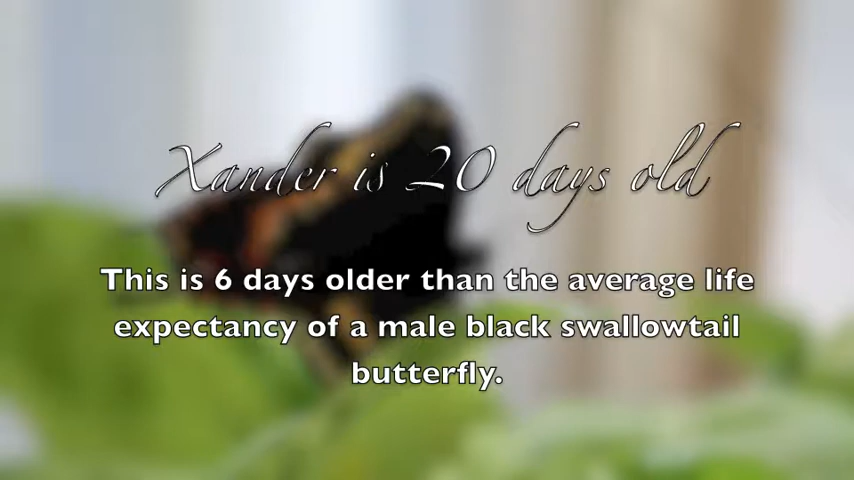 Xander is 20 days old
This is 6 days older than the average life
expectancy of a male black swallowtail
butterfly.